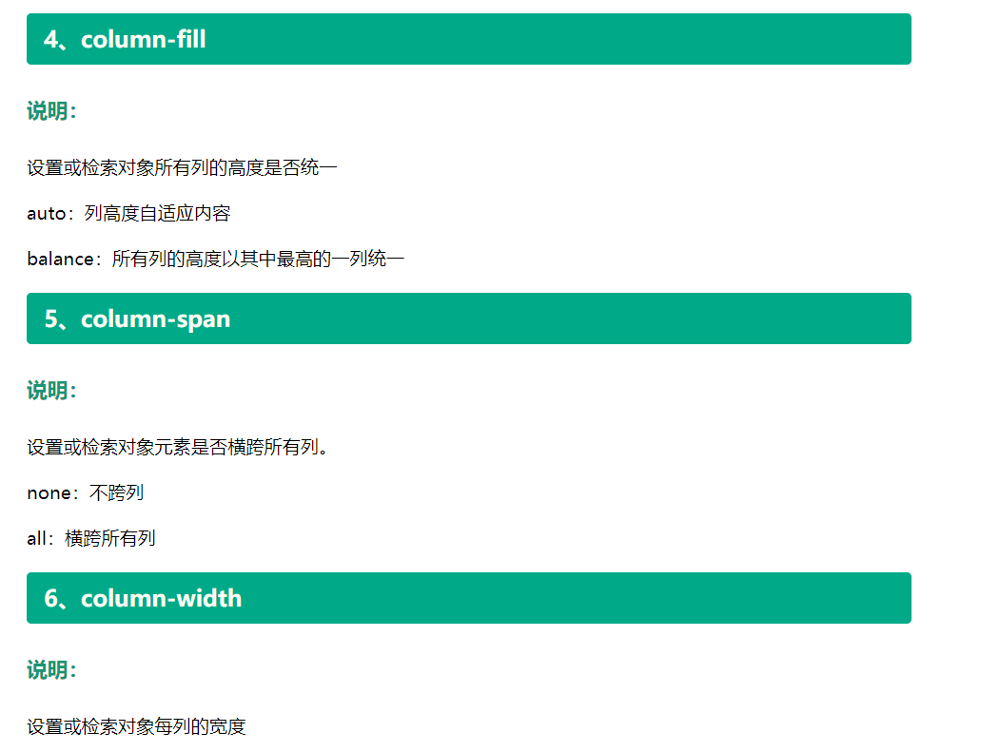 4、column-fill
说明：
设置或检索对象所有列的高度是否统一
auto：列高度自适应内容
balance：所有列的高度以其中最高的一列统一
5、column-span
说明：
设置或检索对象元素是否横跨所有列。
none：不跨列
all：横跨所有列
6、column-width
说明：
设置或检索对象每列的宽度